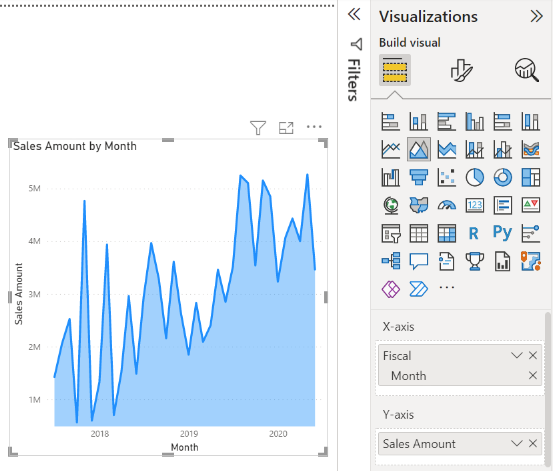 Visualizations
Build visual
Filters
Sales Amount by Month
5M
4M
3M
2M
1M
Sales Amount
2018
2019
2020
Month
123
R
Py
X-axis
Fiscal
Month
Y-axis
Sales Amount